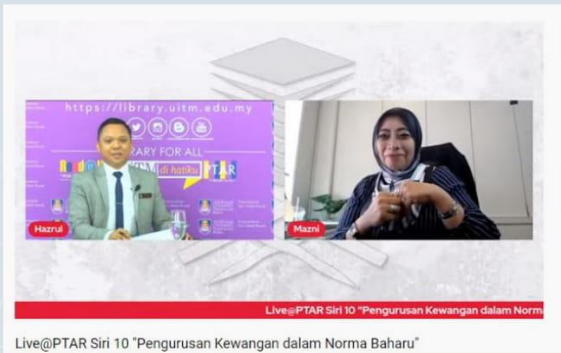 https://library.uitm.edu.my
LIBRARY FOR ALL
di hatiku PTAR
Hazrul
Mazni
Live@PTAR Siri 10 "Pengurusan Kewangan dalam Norm
Live@PTAR Siri 10 "Pengurusan Kewangan dalam Norma Baharu"